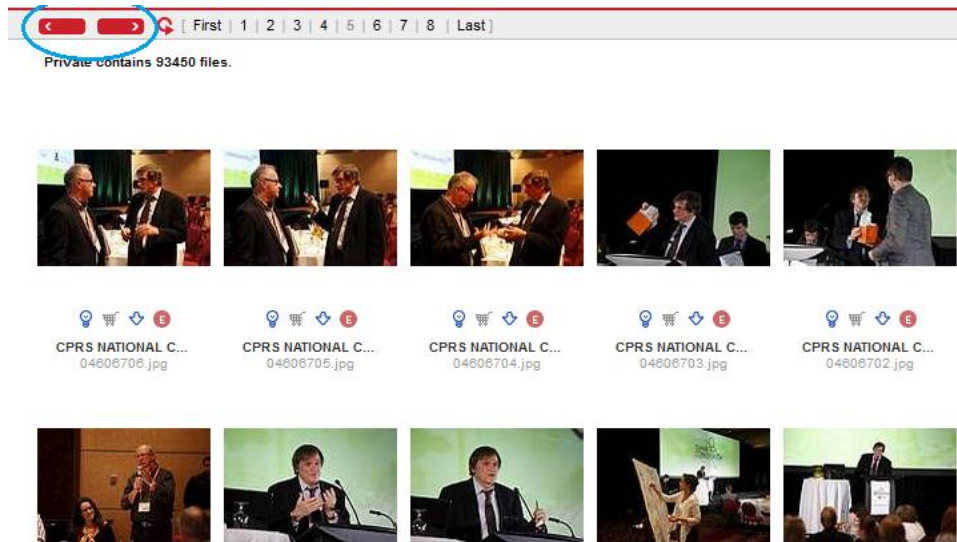 [ First | 1 | 2 | 3 | 4 | 5 | 6 | 7 | 8 | Last ]
Private contains 93450 files.
E E E E E
CPRS NATIONAL C... CPRS NATIONAL C... CPRS NATIONAL C... CPRS NATIONAL C... CPRS NATIONAL C...
04606706.jpg 04606705.jpg 04606704.jpg 04606703.jpg 04606702.jpg